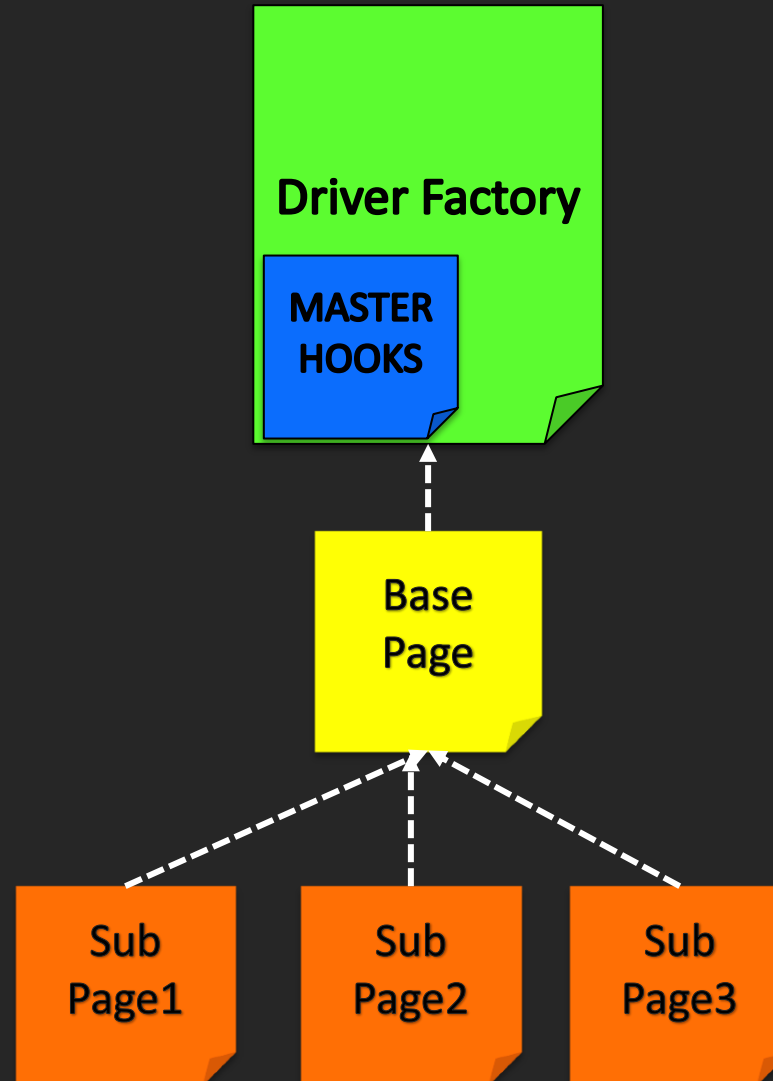 Driver Factory
MASTER
HOOKS
Base
Page
Sub
Page1
Sub
Page2
Sub
Page3